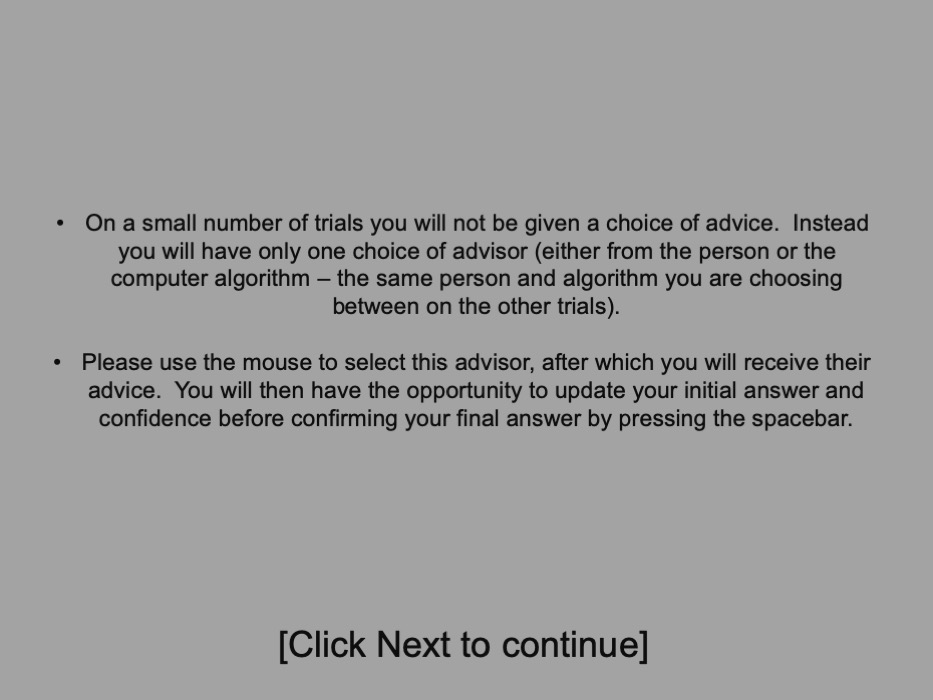 • On a small number of trials you will not be given a choice of advice.  Instead
you will have only one choice of advisor (either from the person or the
computer algorithm – the same person and algorithm you are choosing
between on the other trials).
• Please use the mouse to select this advisor, after which you will receive their
advice.  You will then have the opportunity to update your initial answer and
confidence before confirming your final answer by pressing the spacebar.
[Click Next to continue]